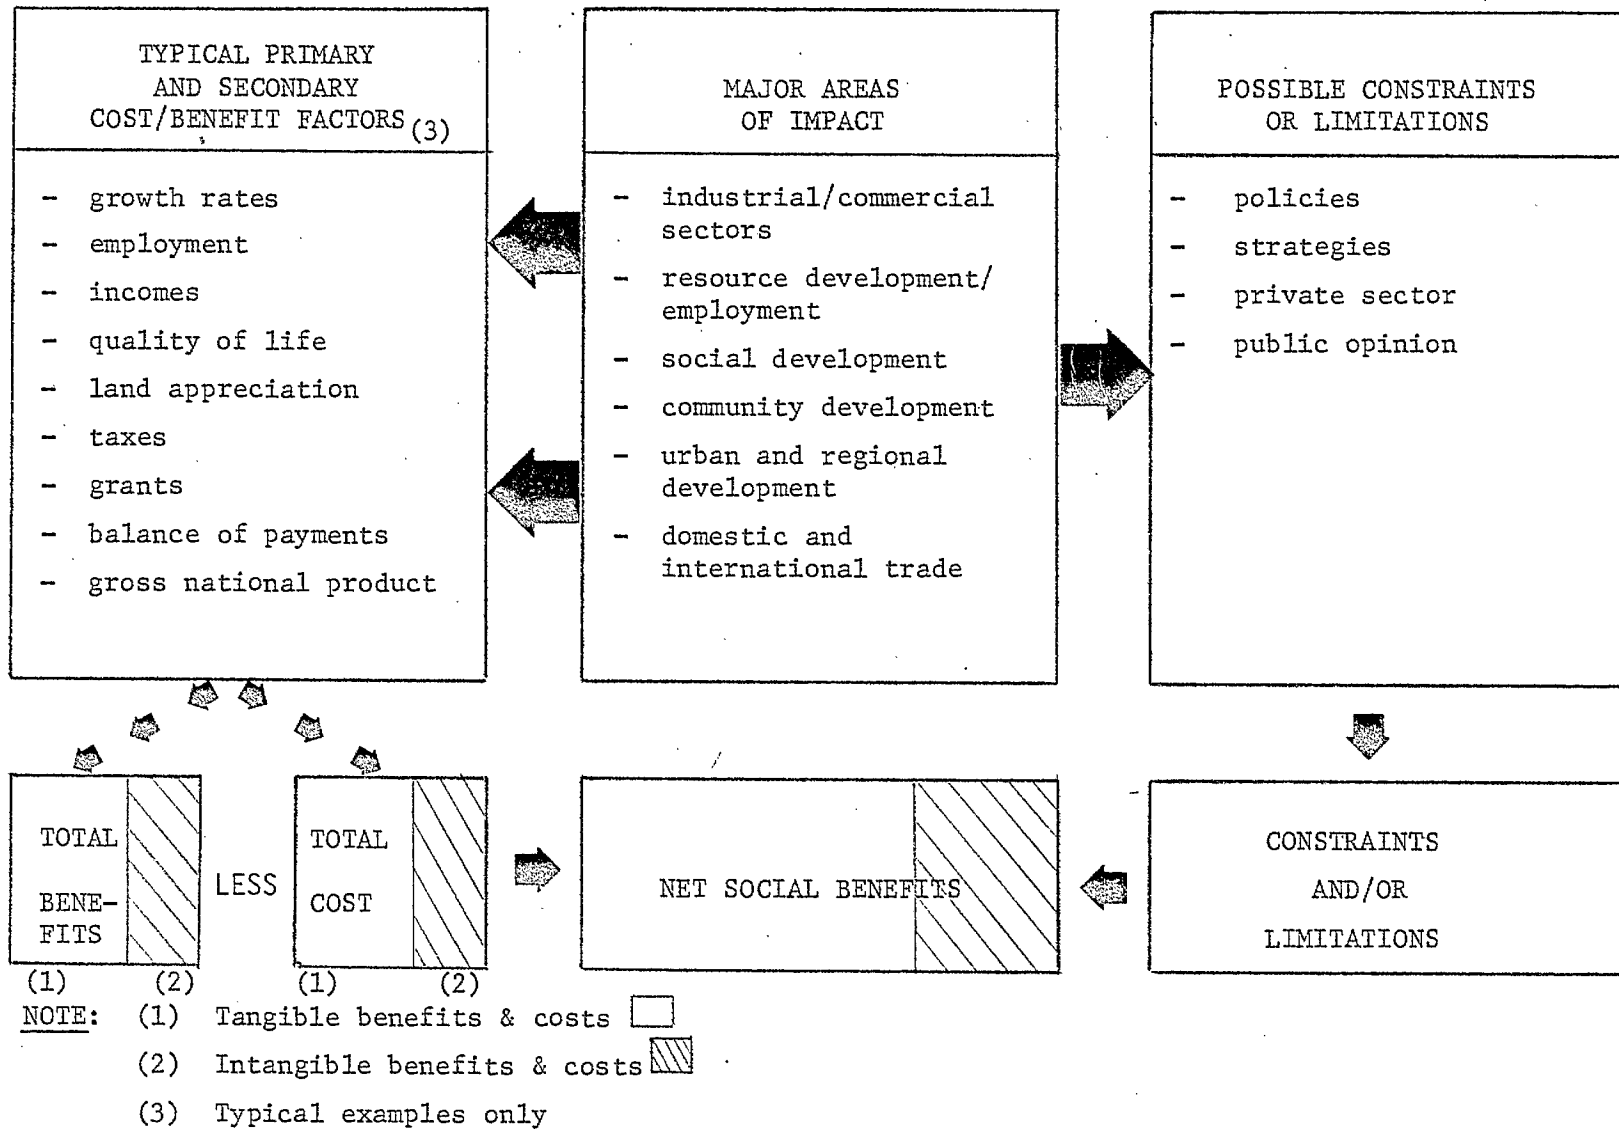 TYPICAL PRIMARY
AND SECONDARY
COST/BENEFIT FACTORS (3)
- growth rates
- employment
- incomes
- quality of life
- land appreciation
- taxes
- grants
- balance of payments
- gross national product
MAJOR AREAS
OF IMPACT
- industrial/commercial
sectors
- resource development/
employment
- social development
- community development
- urban and regional
development
- domestic and
international trade
POSSIBLE CONSTRAINTS
OR LIMITATIONS
- policies
- strategies
- private sector
- public opinion
TOTAL
BENE-
FITS
(1) (2)
LESS
TOTAL
COST
(1) (2)
NET SOCIAL BENEFITS
CONSTRAINTS
AND/OR
LIMITATIONS
NOTE: (1) Tangible benefits & costs
(2) Intangible benefits & costs
(3) Typical examples only